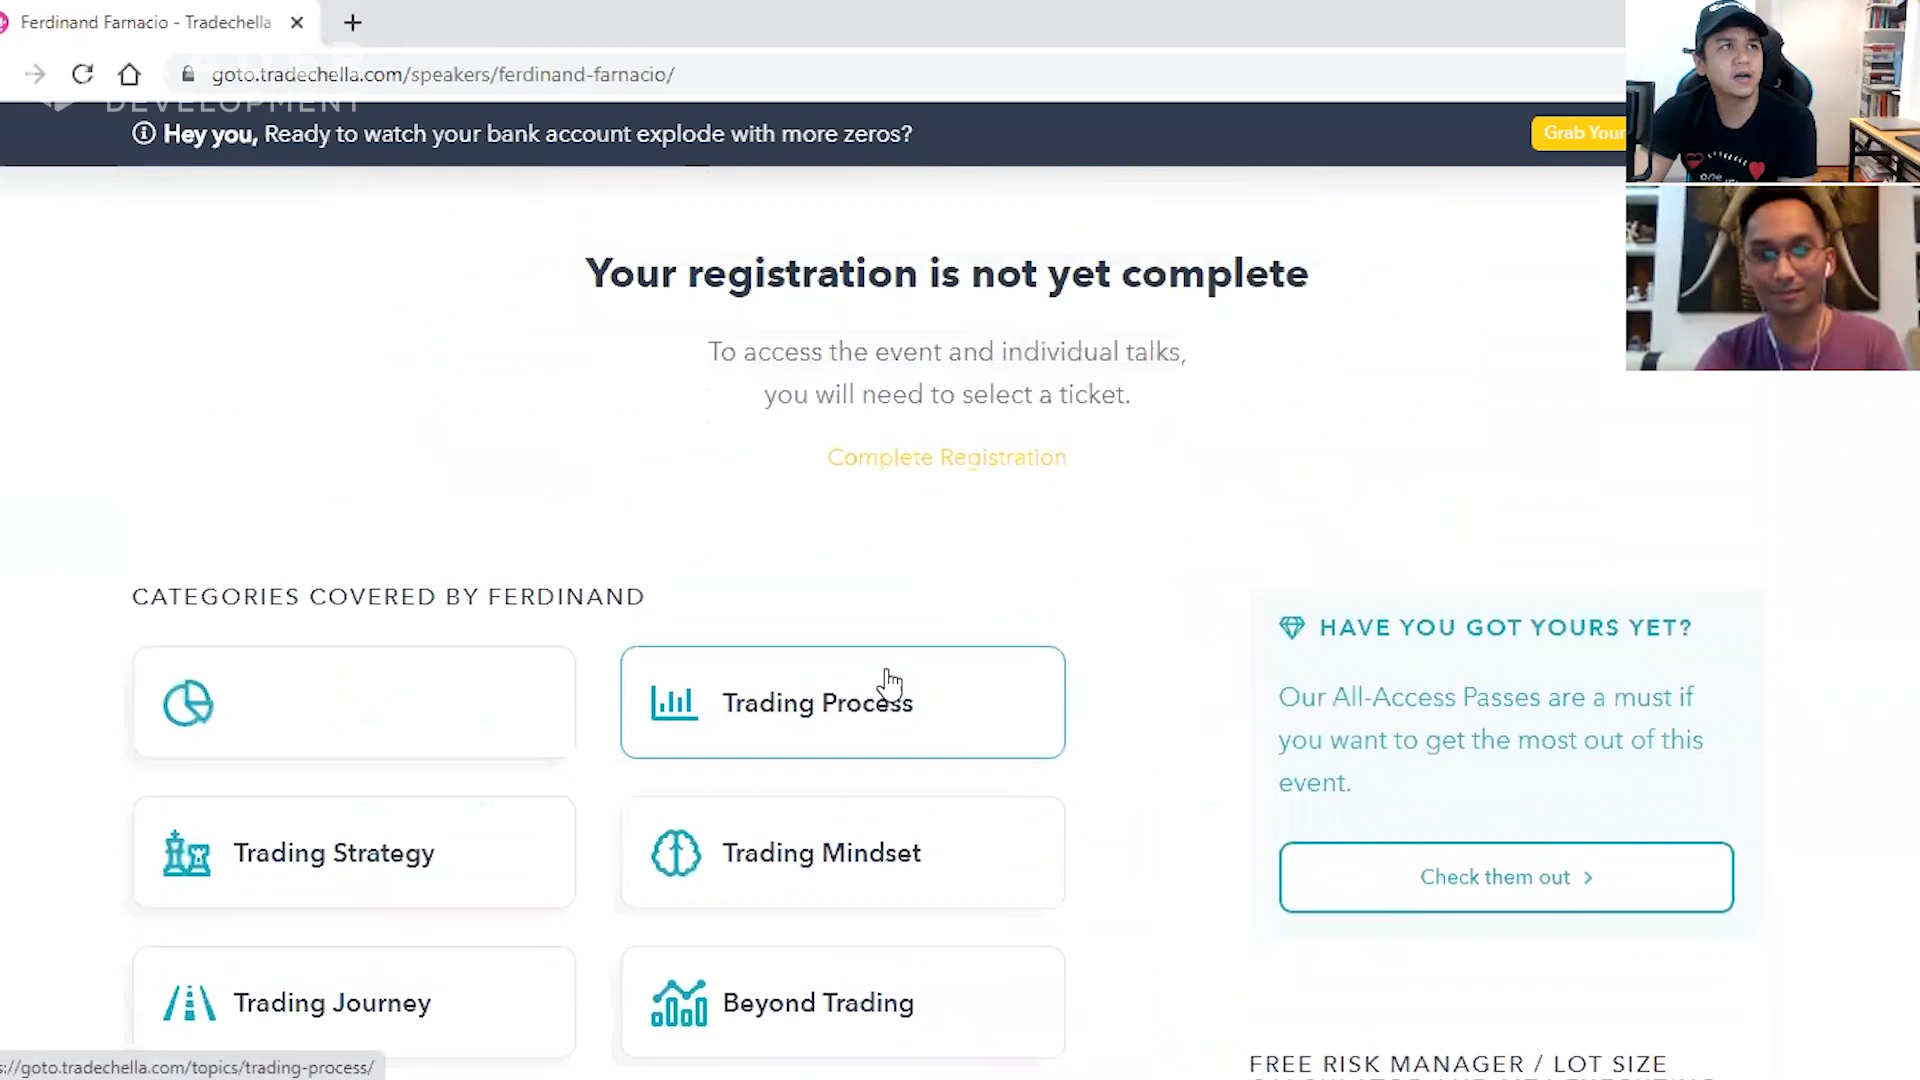 Ferdinand Farnacio - Tradechella
goto.tradechella.com/speakers/ferdinand-farnacio/
DEVELOPMENT
Hey you, Ready to watch your bank account explode with more zeros?
Grab Your
Your registration is not yet complete
To access the event and individual talks,
you will need to select a ticket.
Complete Registration
CATEGORIES COVERED BY FERDINAND
Trading Process
Trading Strategy
Trading Mindset
Trading Journey
Beyond Trading
HAVE YOU GOT YOURS YET?
Our All-Access Passes are a must if
you want to get the most out of this
event.
Check them out
FREE RISK MANAGER / LOT SIZE
s://goto.tradechella.com/topics/trading-process/
one